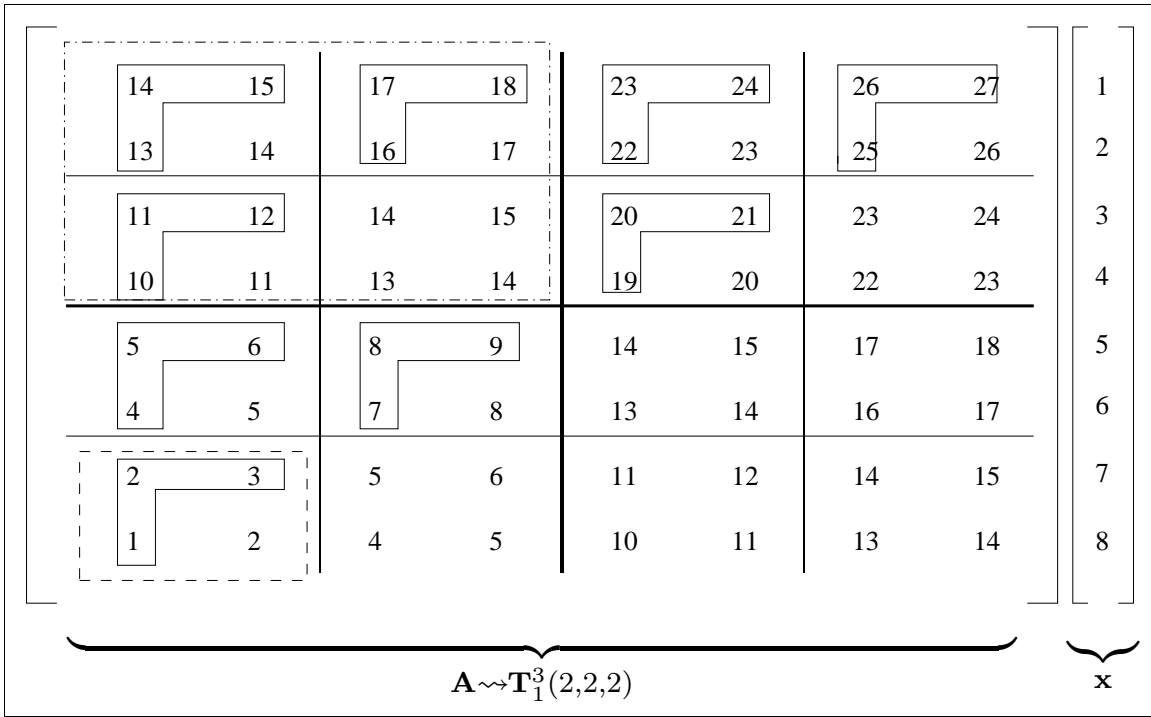 14 15 17 18 23 24 26 27 1
13 14 16 17 22 23 25 26 2
11 12 14 15 20 21 23 24 3
10 11 13 14 19 20 22 23 4
5 6 8 9 14 15 17 18 5
4 5 7 8 13 14 16 17 6
2 3 5 6 11 12 14 15 7
1 2 4 5 10 11 13 14 8
A⇝T₁³(2,2,2) x